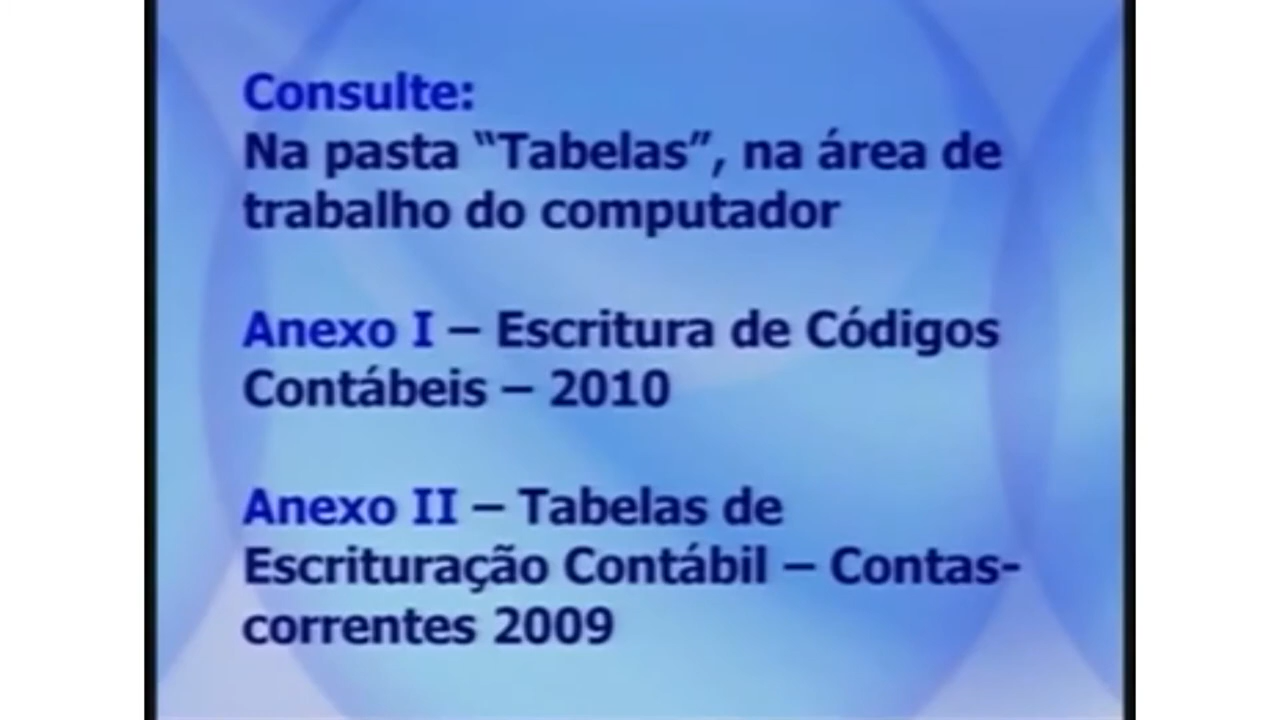 Consulte:
Na pasta “Tabelas”, na área de
trabalho do computador
Anexo I – Escritura de Códigos
Contábeis – 2010
Anexo II – Tabelas de
Escrituração Contábil – Contas-
correntes 2009